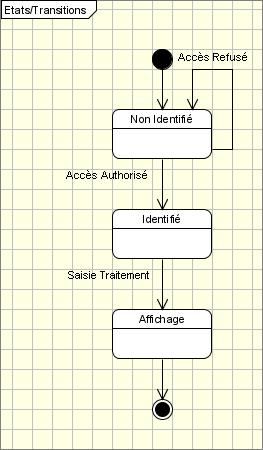 Etats/Transitions
Accès Refusé
Non Identifié
Accès Authorisé
Identifié
Saisie Traitement
Affichage